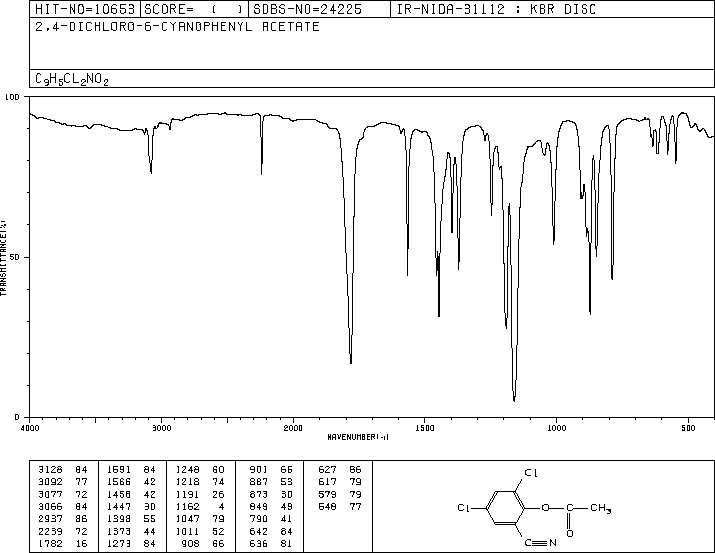 HIT-NO=10653 SCORE= ( ) SDBS-NO=24225 IR-NIDA-31112 : KBR DISC
2,4-DICHLORO-6-CYANOPHENYL ACETATE
C9H5CL2NO2
100
50
0
TRANSMITTANCE(%)
4000 3000 2000 1500 1000 500
WAVENUMBER(-1)
3128 84 1591 84 1248 60 901 66 627 86
3092 77 1566 42 1218 74 887 53 617 79
3077 72 1458 42 1191 26 873 30 579 79
3066 84 1447 30 1162 4 849 49 548 77
2937 86 1398 55 1047 79 790 41
2239 72 1373 44 1011 52 642 84
1782 16 1273 84 908 66 636 81
Cl
Cl
O—C—CH3
O
C≡N